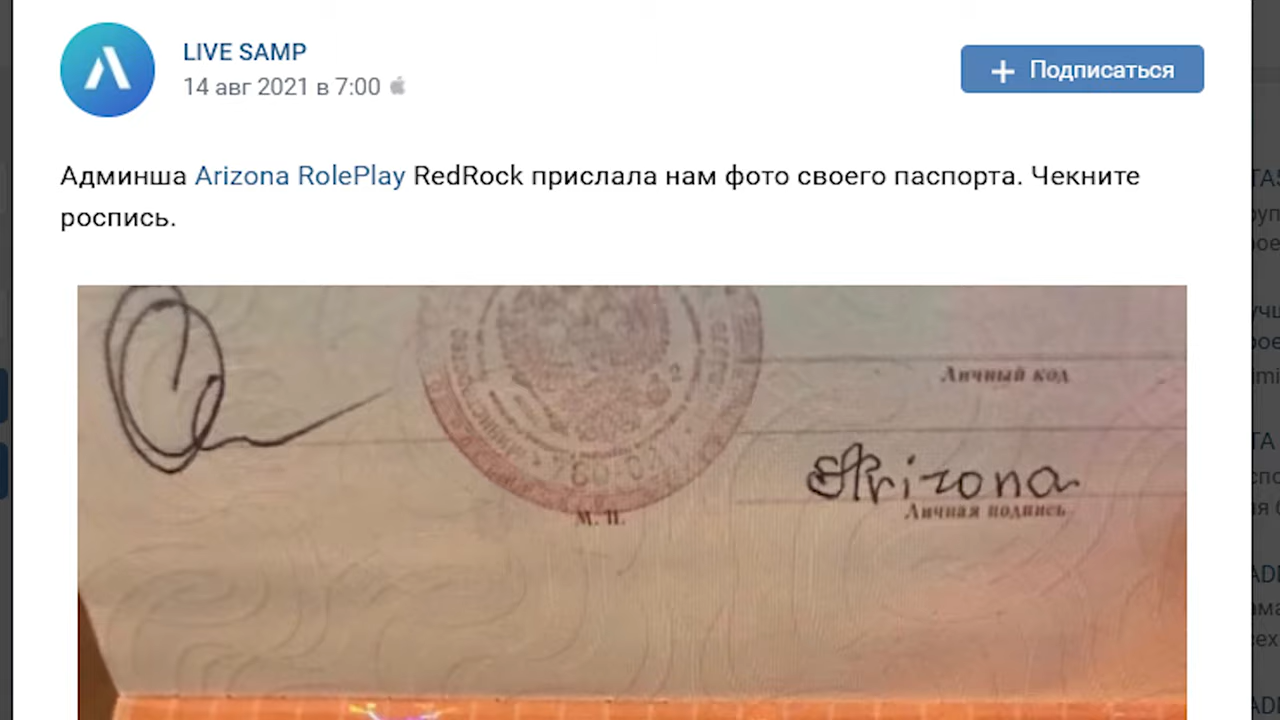 LIVE SAMP
14 авг 2021 в 7:00
Подписаться
Админша Arizona RolePlay RedRock прислала нам фото своего паспорта. Чекните
роспись.
Личный код
Arizona
Личная подпись
М. П.